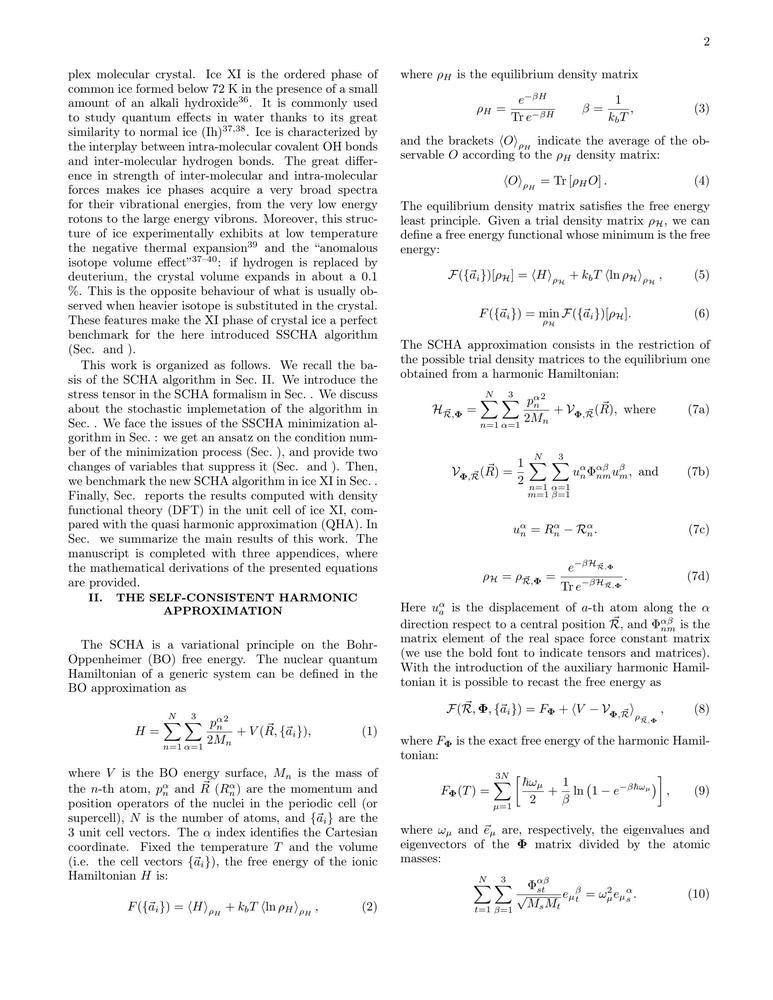 2
plex molecular crystal. Ice XI is the ordered phase of
common ice formed below 72 K in the presence of a small
amount of an alkali hydroxide³⁶. It is commonly used
to study quantum effects in water thanks to its great
similarity to normal ice (Ih)³⁷,³⁸. Ice is characterized by
the interplay between intra-molecular covalent OH bonds
and inter-molecular hydrogen bonds. The great differ-
ence in strength of inter-molecular and intra-molecular
forces makes ice phases acquire a very broad spectra
for their vibrational energies, from the very low energy
rotons to the large energy vibrons. Moreover, this struc-
ture of ice experimentally exhibits at low temperature
the negative thermal expansion³⁹ and the “anomalous
isotope volume effect”³⁷⁻⁴⁰: if hydrogen is replaced by
deuterium, the crystal volume expands in about a 0.1
%. This is the opposite behaviour of what is usually ob-
served when heavier isotope is substituted in the crystal.
These features make the XI phase of crystal ice a perfect
benchmark for the here introduced SSCHA algorithm
(Sec. and ).
This work is organized as follows. We recall the ba-
sis of the SCHA algorithm in Sec. II. We introduce the
stress tensor in the SCHA formalism in Sec. . We discuss
about the stochastic implemetation of the algorithm in
Sec. . We face the issues of the SSCHA minimization al-
gorithm in Sec. : we get an ansatz on the condition num-
ber of the minimization process (Sec. ), and provide two
changes of variables that suppress it (Sec. and ). Then,
we benchmark the new SCHA algorithm in ice XI in Sec. .
Finally, Sec. reports the results computed with density
functional theory (DFT) in the unit cell of ice XI, com-
pared with the quasi harmonic approximation (QHA). In
Sec. we summarize the main results of this work. The
manuscript is completed with three appendices, where
the mathematical derivations of the presented equations
are provided.
II. THE SELF-CONSISTENT HARMONIC
APPROXIMATION
The SCHA is a variational principle on the Bohr-
Oppenheimer (BO) free energy. The nuclear quantum
Hamiltonian of a generic system can be defined in the
BO approximation as
$H = \sum_{n=1}^{N} \sum_{\alpha=1}^{3} \frac{p_n^{\alpha 2}}{2M_n} + V(\vec{R}, \{\vec{a}_i\}),$ (1)
where $V$ is the BO energy surface, $M_n$ is the mass of
the $n$-th atom, $p_n^\alpha$ and $\vec{R}$ ($R_n^\alpha$) are the momentum and
position operators of the nuclei in the periodic cell (or
supercell), $N$ is the number of atoms, and $\{\vec{a}_i\}$ are the
3 unit cell vectors. The $\alpha$ index identifies the Cartesian
coordinate. Fixed the temperature $T$ and the volume
(i.e. the cell vectors $\{\vec{a}_i\}$), the free energy of the ionic
Hamiltonian $H$ is:
$F(\{\vec{a}_i\}) = \langle H \rangle_{\rho_H} + k_b T \langle \ln \rho_H \rangle_{\rho_H},$ (2)
where $\rho_H$ is the equilibrium density matrix
$\rho_H = \frac{e^{-\beta H}}{\mathrm{Tr}\, e^{-\beta H}} \qquad \beta = \frac{1}{k_b T},$ (3)
and the brackets $\langle O \rangle_{\rho_H}$ indicate the average of the ob-
servable $O$ according to the $\rho_H$ density matrix:
$\langle O \rangle_{\rho_H} = \mathrm{Tr}\,[\rho_H O].$ (4)
The equilibrium density matrix satisfies the free energy
least principle. Given a trial density matrix $\rho_{\mathcal{H}}$, we can
define a free energy functional whose minimum is the free
energy:
$\mathcal{F}(\{\vec{a}_i\})[\rho_{\mathcal{H}}] = \langle H \rangle_{\rho_{\mathcal{H}}} + k_b T \langle \ln \rho_{\mathcal{H}} \rangle_{\rho_{\mathcal{H}}},$ (5)
$F(\{\vec{a}_i\}) = \min_{\rho_{\mathcal{H}}} \mathcal{F}(\{\vec{a}_i\})[\rho_{\mathcal{H}}].$ (6)
The SCHA approximation consists in the restriction of
the possible trial density matrices to the equilibrium one
obtained from a harmonic Hamiltonian:
$\mathcal{H}_{\vec{\mathcal{R}}, \mathbf{\Phi}} = \sum_{n=1}^{N} \sum_{\alpha=1}^{3} \frac{p_n^{\alpha 2}}{2M_n} + \mathcal{V}_{\mathbf{\Phi}, \vec{\mathcal{R}}}(\vec{R}),$ where (7a)
$\mathcal{V}_{\mathbf{\Phi}, \vec{\mathcal{R}}}(\vec{R}) = \frac{1}{2} \sum_{\substack{n=1 \\ m=1}}^{N} \sum_{\substack{\alpha=1 \\ \beta=1}}^{3} u_n^\alpha \Phi_{nm}^{\alpha\beta} u_m^\beta,$ and (7b)
$u_n^\alpha = R_n^\alpha - \mathcal{R}_n^\alpha.$ (7c)
$\rho_{\mathcal{H}} = \rho_{\vec{\mathcal{R}}, \mathbf{\Phi}} = \frac{e^{-\beta \mathcal{H}_{\vec{\mathcal{R}}, \mathbf{\Phi}}}}{\mathrm{Tr}\, e^{-\beta \mathcal{H}_{\vec{\mathcal{R}}, \mathbf{\Phi}}}}.$ (7d)
Here $u_a^\alpha$ is the displacement of $a$-th atom along the $\alpha$
direction respect to a central position $\vec{\mathcal{R}}$, and $\Phi_{nm}^{\alpha\beta}$ is the
matrix element of the real space force constant matrix
(we use the bold font to indicate tensors and matrices).
With the introduction of the auxiliary harmonic Hamil-
tonian it is possible to recast the free energy as
$\mathcal{F}(\vec{\mathcal{R}}, \mathbf{\Phi}, \{\vec{a}_i\}) = F_{\mathbf{\Phi}} + \langle V - \mathcal{V}_{\mathbf{\Phi}, \vec{\mathcal{R}}} \rangle_{\rho_{\vec{\mathcal{R}}, \mathbf{\Phi}}},$ (8)
where $F_{\mathbf{\Phi}}$ is the exact free energy of the harmonic Hamil-
tonian:
$F_{\mathbf{\Phi}}(T) = \sum_{\mu=1}^{3N} \left[ \frac{\hbar\omega_\mu}{2} + \frac{1}{\beta} \ln \left( 1 - e^{-\beta\hbar\omega_\mu} \right) \right],$ (9)
where $\omega_\mu$ and $\vec{e}_\mu$ are, respectively, the eigenvalues and
eigenvectors of the $\mathbf{\Phi}$ matrix divided by the atomic
masses:
$\sum_{t=1}^{N} \sum_{\beta=1}^{3} \frac{\Phi_{st}^{\alpha\beta}}{\sqrt{M_s M_t}} e_{\mu t}^{\ \beta} = \omega_\mu^2 e_{\mu s}^{\ \alpha}.$ (10)